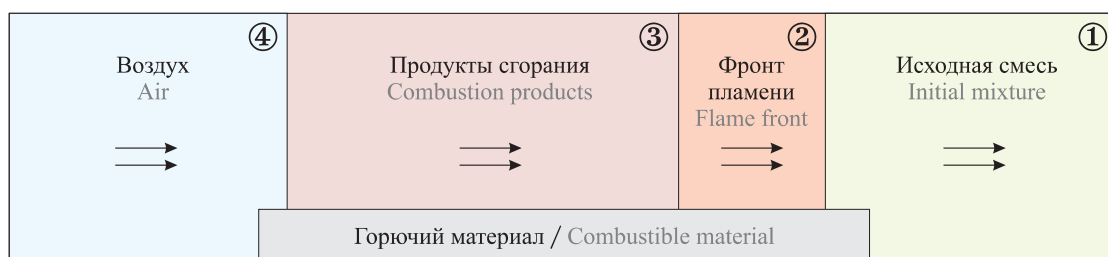 ④
Воздух
Air
③
Продукты сгорания
Combustion products
②
Фронт
пламени
Flame front
①
Исходная смесь
Initial mixture
Горючий материал / Combustible material